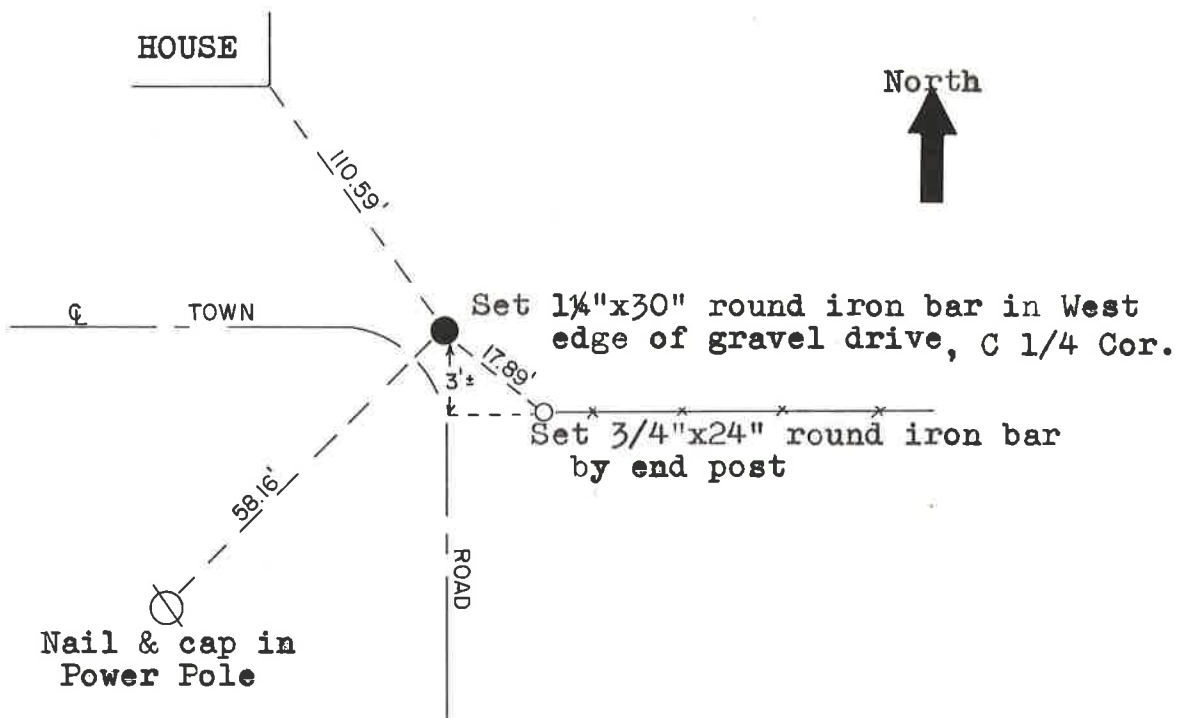 HOUSE
North
110.59'
℄ TOWN
Set 1¼"x30" round iron bar in West
edge of gravel drive, C 1/4 Cor.
17.89'
3'±
Set 3/4"x24" round iron bar
by end post
58.16'
ROAD
Nail & cap in
Power Pole